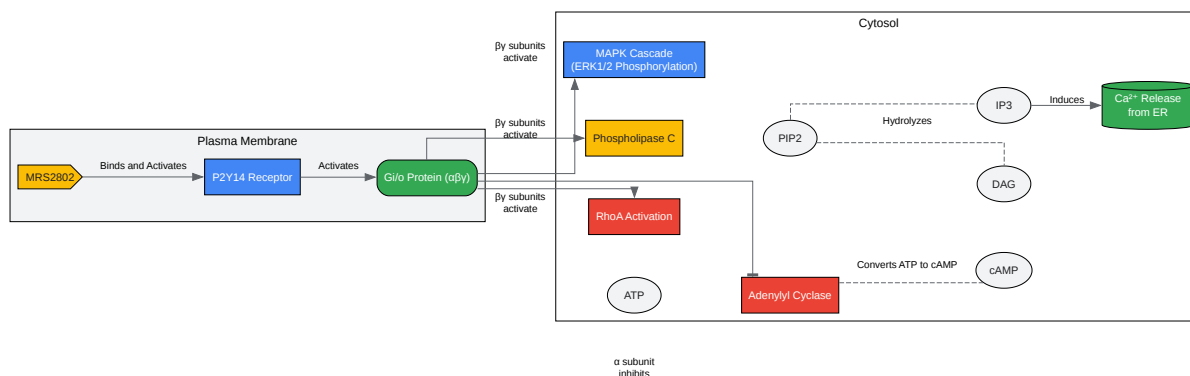 Cytosol
βγ subunits
activate
MAPK Cascade
(ERK1/2 Phosphorylation)
IP3
Induces
Ca²⁺ Release
from ER
βγ subunits
activate
Phospholipase C
Hydrolyzes
PIP2
Plasma Membrane
MRS2802
Binds and Activates
P2Y14 Receptor
Activates
Gi/o Protein (αβγ)
DAG
βγ subunits
activate
RhoA Activation
Converts ATP to cAMP
cAMP
ATP
Adenylyl Cyclase
α subunit
inhibits